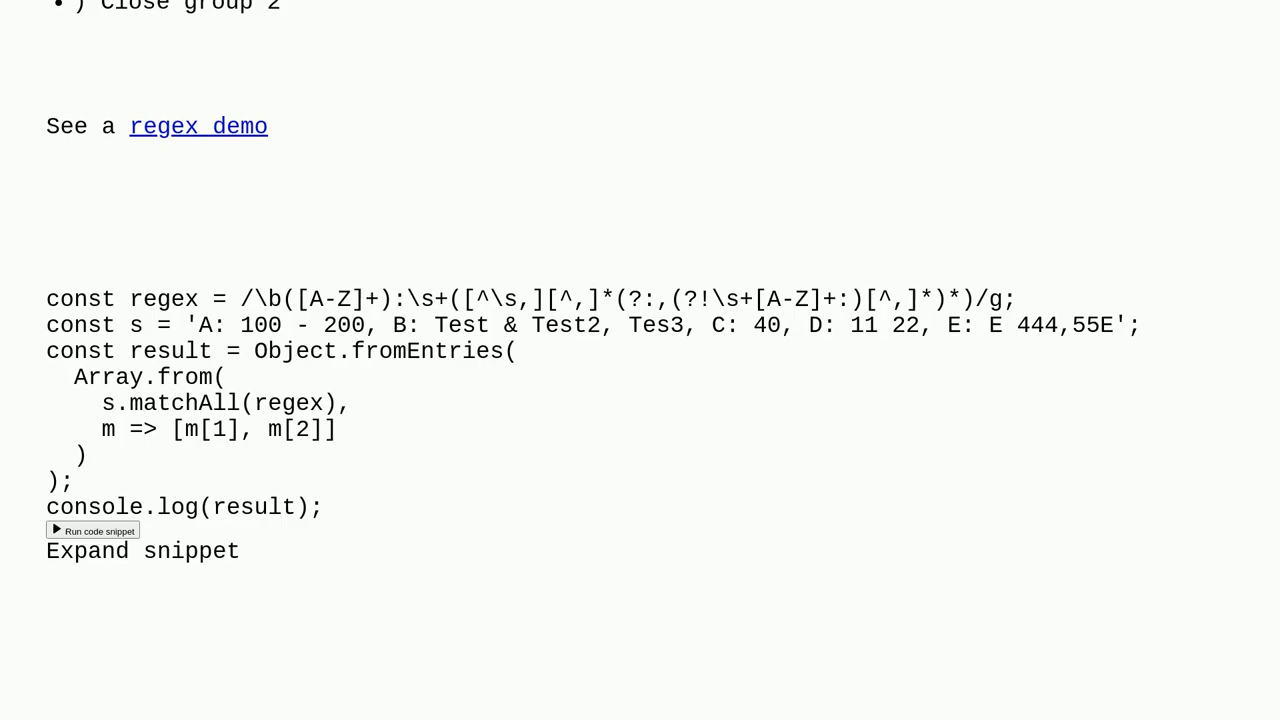 ) Close group 2
See a regex demo
const regex = /\b([A-Z]+):\s+([^\s,][^,]*(?:,(?!\s+[A-Z]+:)[^,]*)*)/g;
const s = 'A: 100 - 200, B: Test & Test2, Tes3, C: 40, D: 11 22, E: E 444,55E';
const result = Object.fromEntries(
  Array.from(
    s.matchAll(regex),
    m => [m[1], m[2]]
  )
);
console.log(result);
Run code snippet
Expand snippet